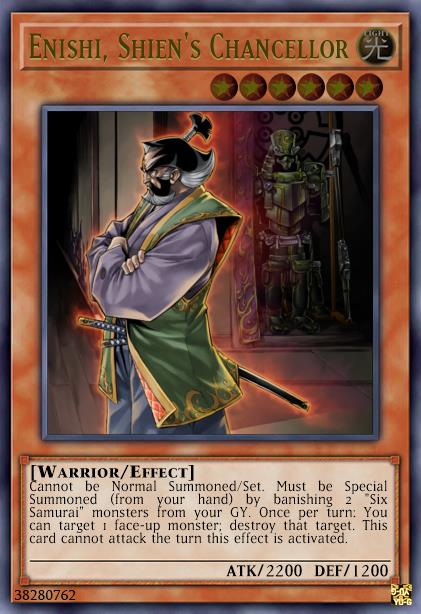 Enishi, Shien's Chancellor
LIGHT
光
[Warrior/Effect]
Cannot be Normal Summoned/Set. Must be Special
Summoned (from your hand) by banishing 2 "Six
Samurai" monsters from your GY. Once per turn: You
can target 1 face-up monster; destroy that target. This
card cannot attack the turn this effect is activated.
ATK/2200 DEF/1200
38280762